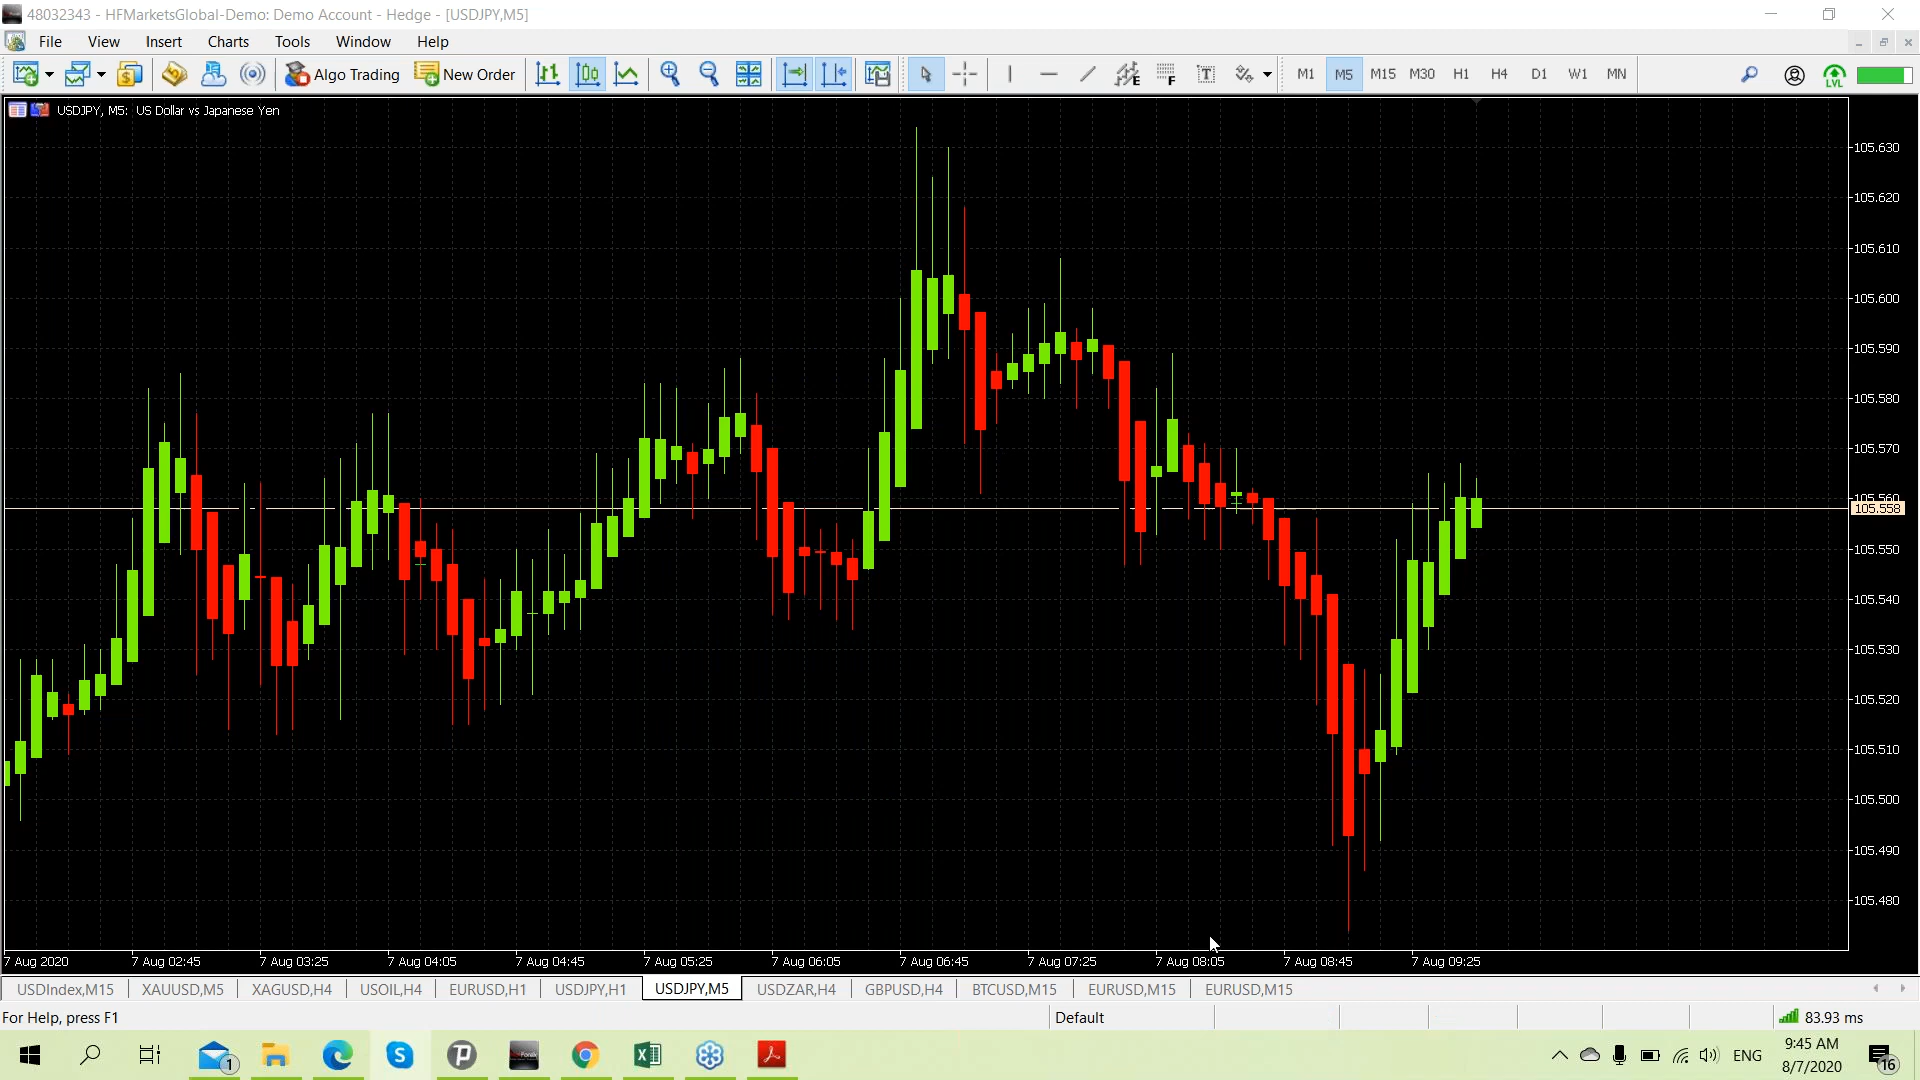 48032343 - HFMarketsGlobal-Demo: Demo Account - Hedge - [USDJPY,M5]
File View Insert Charts Tools Window Help
Algo Trading New Order E F T M1 M5 M15 M30 H1 H4 D1 W1 MN LVL
USDJPY, M5: US Dollar vs Japanese Yen
105.630
105.620
105.610
105.600
105.590
105.580
105.570
105.560
105.558
105.550
105.540
105.530
105.520
105.510
105.500
105.490
105.480
7 Aug 2020 7 Aug 02:45 7 Aug 03:25 7 Aug 04:05 7 Aug 04:45 7 Aug 05:25 7 Aug 06:05 7 Aug 06:45 7 Aug 07:25 7 Aug 08:05 7 Aug 08:45 7 Aug 09:25
USDIndex,M15 XAUUSD,M5 XAGUSD,H4 USOIL,H4 EURUSD,H1 USDJPY,H1 USDJPY,M5 USDZAR,H4 GBPUSD,H4 BTCUSD,M15 EURUSD,M15 EURUSD,M15
For Help, press F1 Default 83.93 ms
1 ENG 9:45 AM
8/7/2020 16